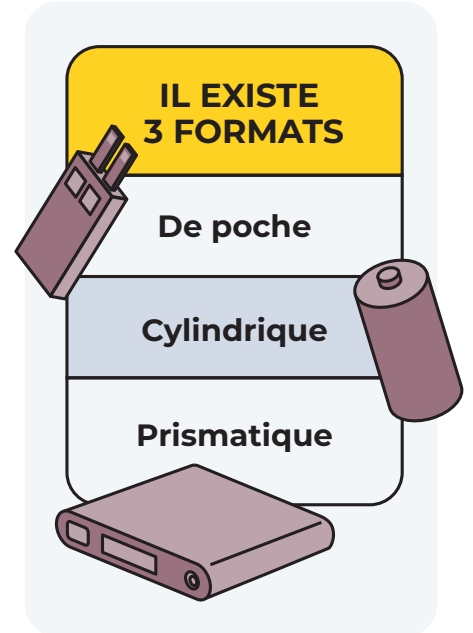 IL EXISTE
3 FORMATS
De poche
Cylindrique
Prismatique